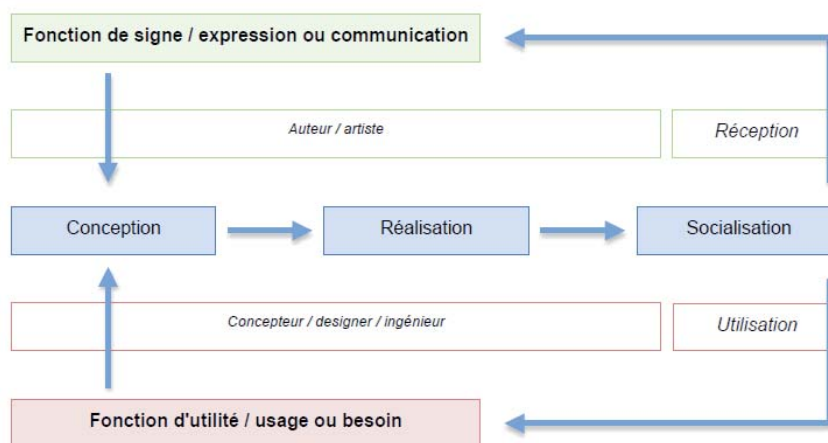 Fonction de signe / expression ou communication
Auteur / artiste
Réception
Conception
Réalisation
Socialisation
Concepteur / designer / ingénieur
Utilisation
Fonction d'utilité / usage ou besoin